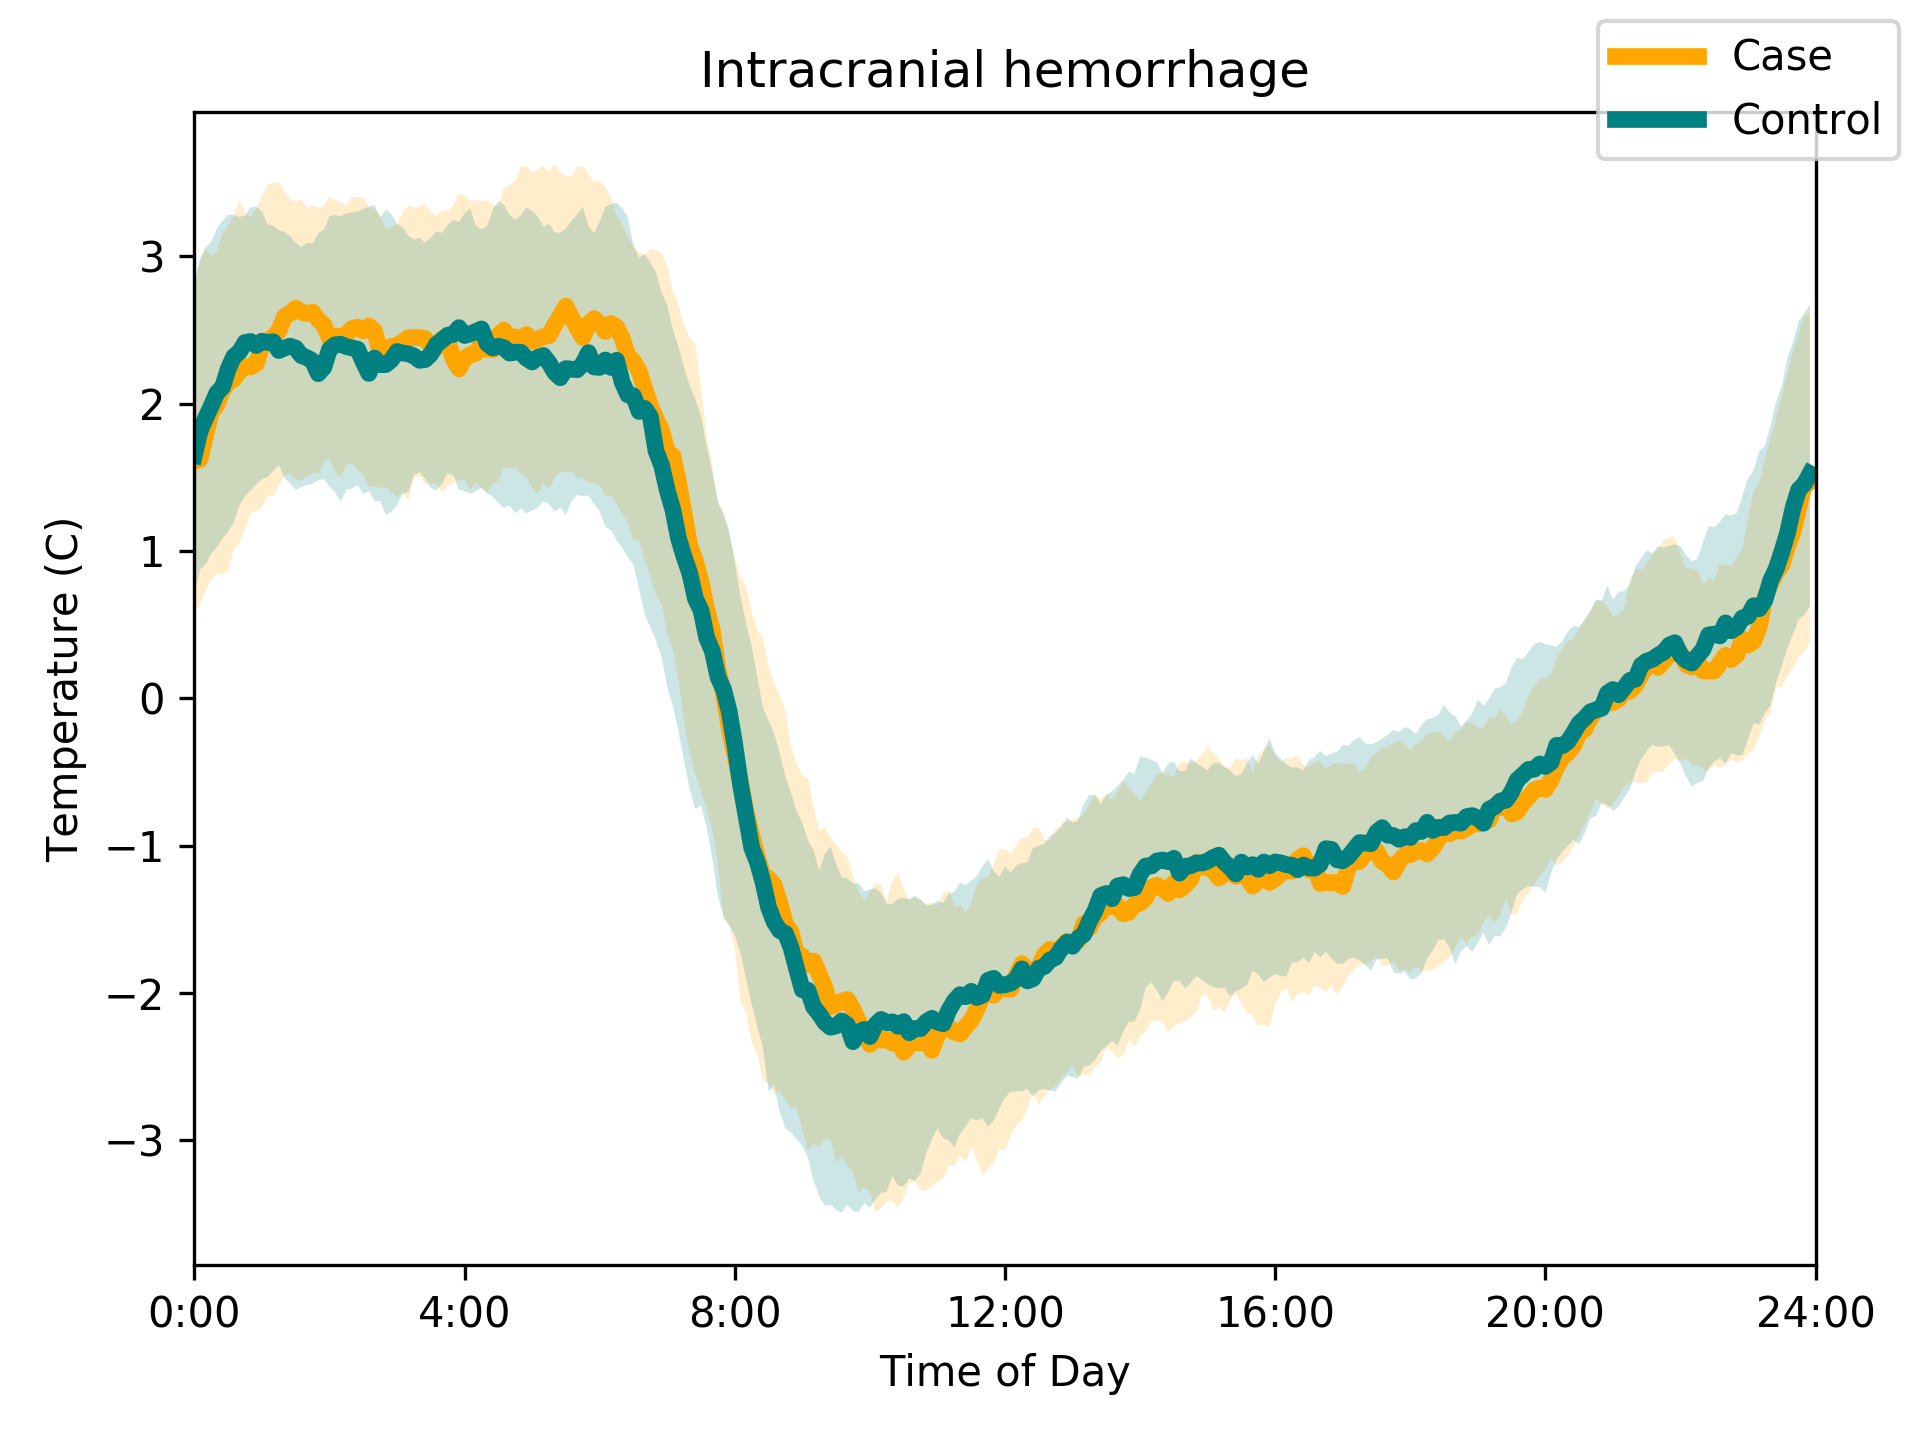 Intracranial hemorrhage
Case
Control
3
2
1
0
−1
−2
−3
Temperature (C)
0:00 4:00 8:00 12:00 16:00 20:00 24:00
Time of Day